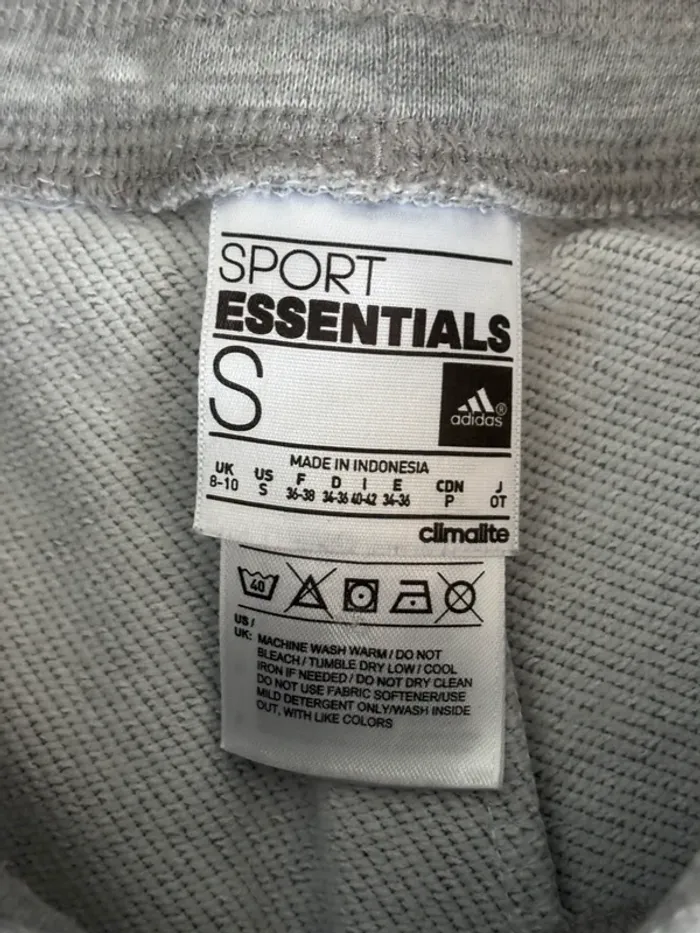 SPORT
ESSENTIALS
S
adidas®
MADE IN INDONESIA
UK US F D I E CDN J
8-10 S 36-38 34-36 40-42 34-36 P OT
climalite
40
US /
UK: MACHINE WASH WARM / DO NOT
BLEACH / TUMBLE DRY LOW / COOL
IRON IF NEEDED / DO NOT DRY CLEAN
DO NOT USE FABRIC SOFTENER/USE
MILD DETERGENT ONLY/WASH INSIDE
OUT, WITH LIKE COLORS